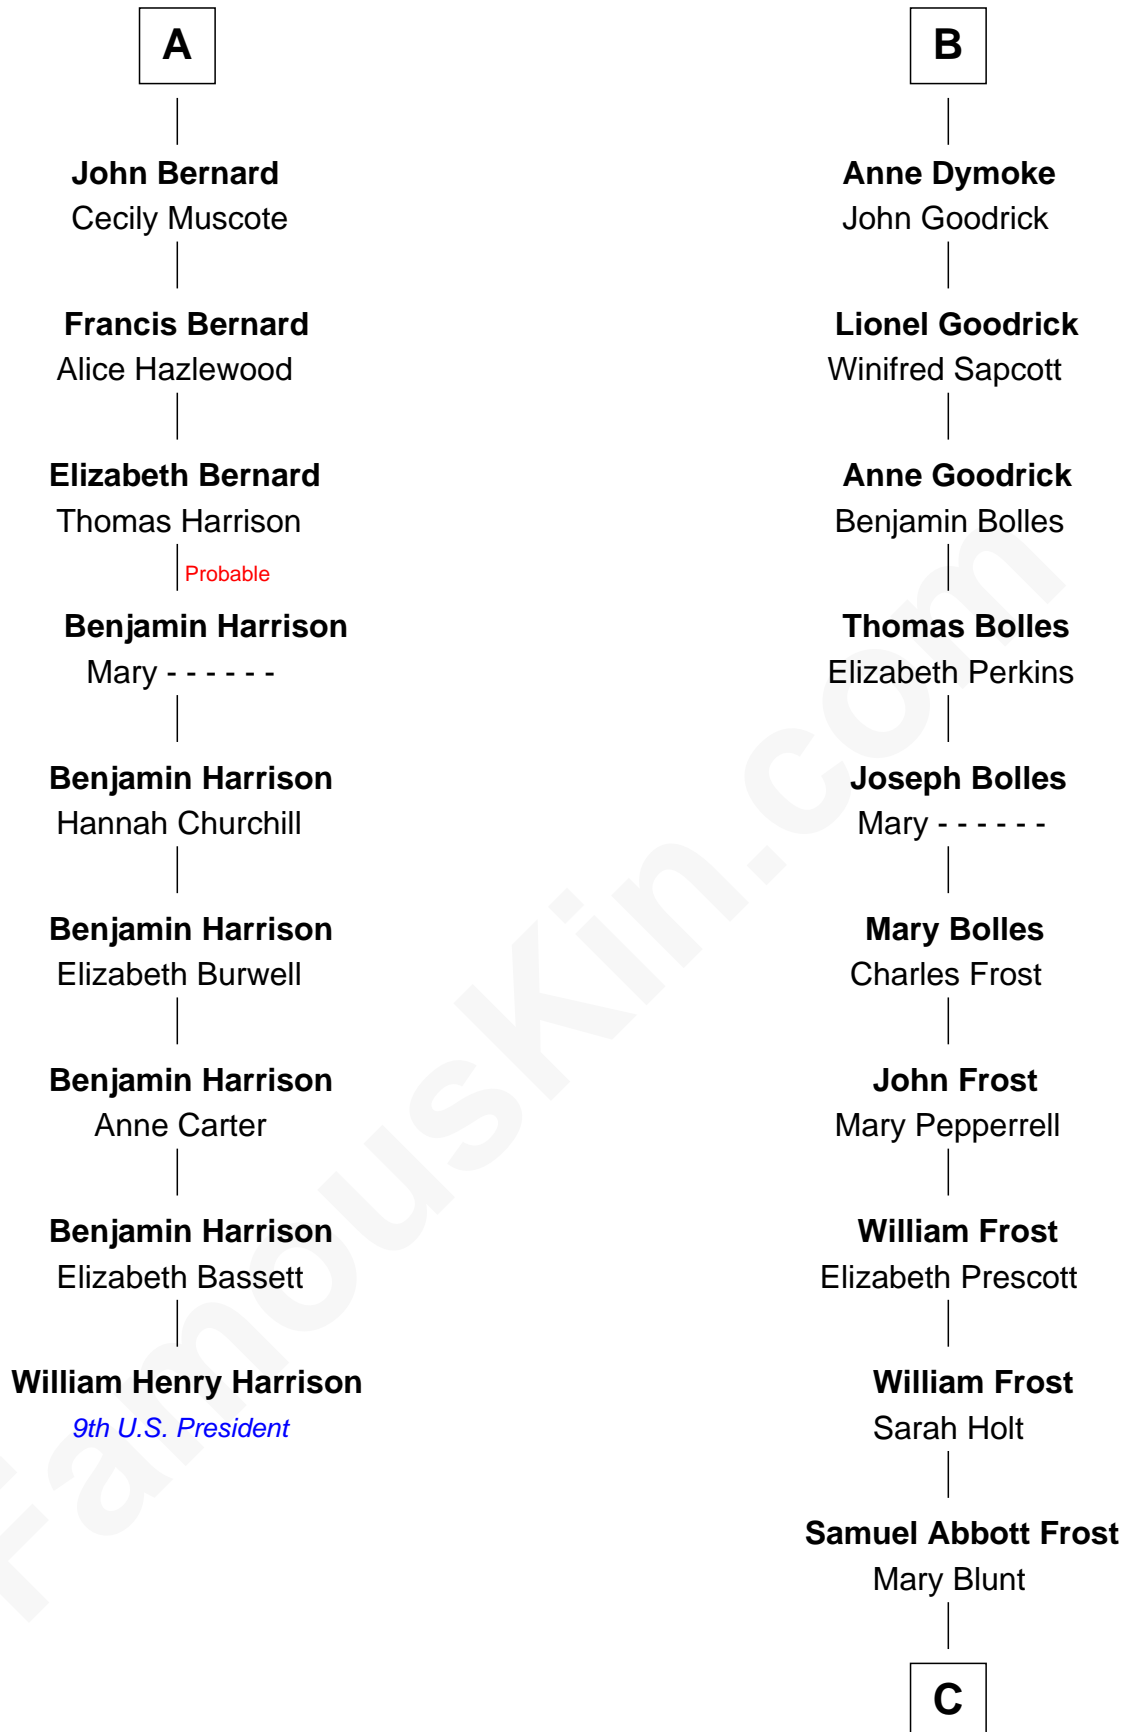 A
John Bernard
Cecily Muscote
Francis Bernard
Alice Hazlewood
Elizabeth Bernard
Thomas Harrison
Probable
Benjamin Harrison
Mary - - - - - -
Benjamin Harrison
Hannah Churchill
Benjamin Harrison
Elizabeth Burwell
Benjamin Harrison
Anne Carter
Benjamin Harrison
Elizabeth Bassett
William Henry Harrison
9th U.S. President
B
Anne Dymoke
John Goodrick
Lionel Goodrick
Winifred Sapcott
Anne Goodrick
Benjamin Bolles
Thomas Bolles
Elizabeth Perkins
Joseph Bolles
Mary - - - - - -
Mary Bolles
Charles Frost
John Frost
Mary Pepperrell
William Frost
Elizabeth Prescott
William Frost
Sarah Holt
Samuel Abbott Frost
Mary Blunt
C
FamousKin.com